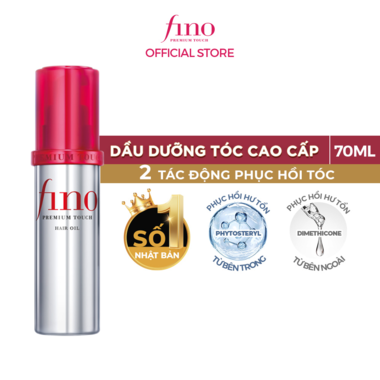 fino
PREMIUM TOUCH
OFFICIAL STORE
DẦU DƯỠNG TÓC CAO CẤP
70ML
2 TÁC ĐỘNG PHỤC HỒI TÓC
PREMIUM TOU
fino
PREMIUM TOUCH
HAIR OIL
SỐ 1
NHẬT BẢN
PHỤC HỒI HƯ TỔN
PHYTOSTERYL
TỪ BÊN TRONG
PHỤC HỒI HƯ TỔN
DIMETHICONE
TỪ BÊN NGOÀI